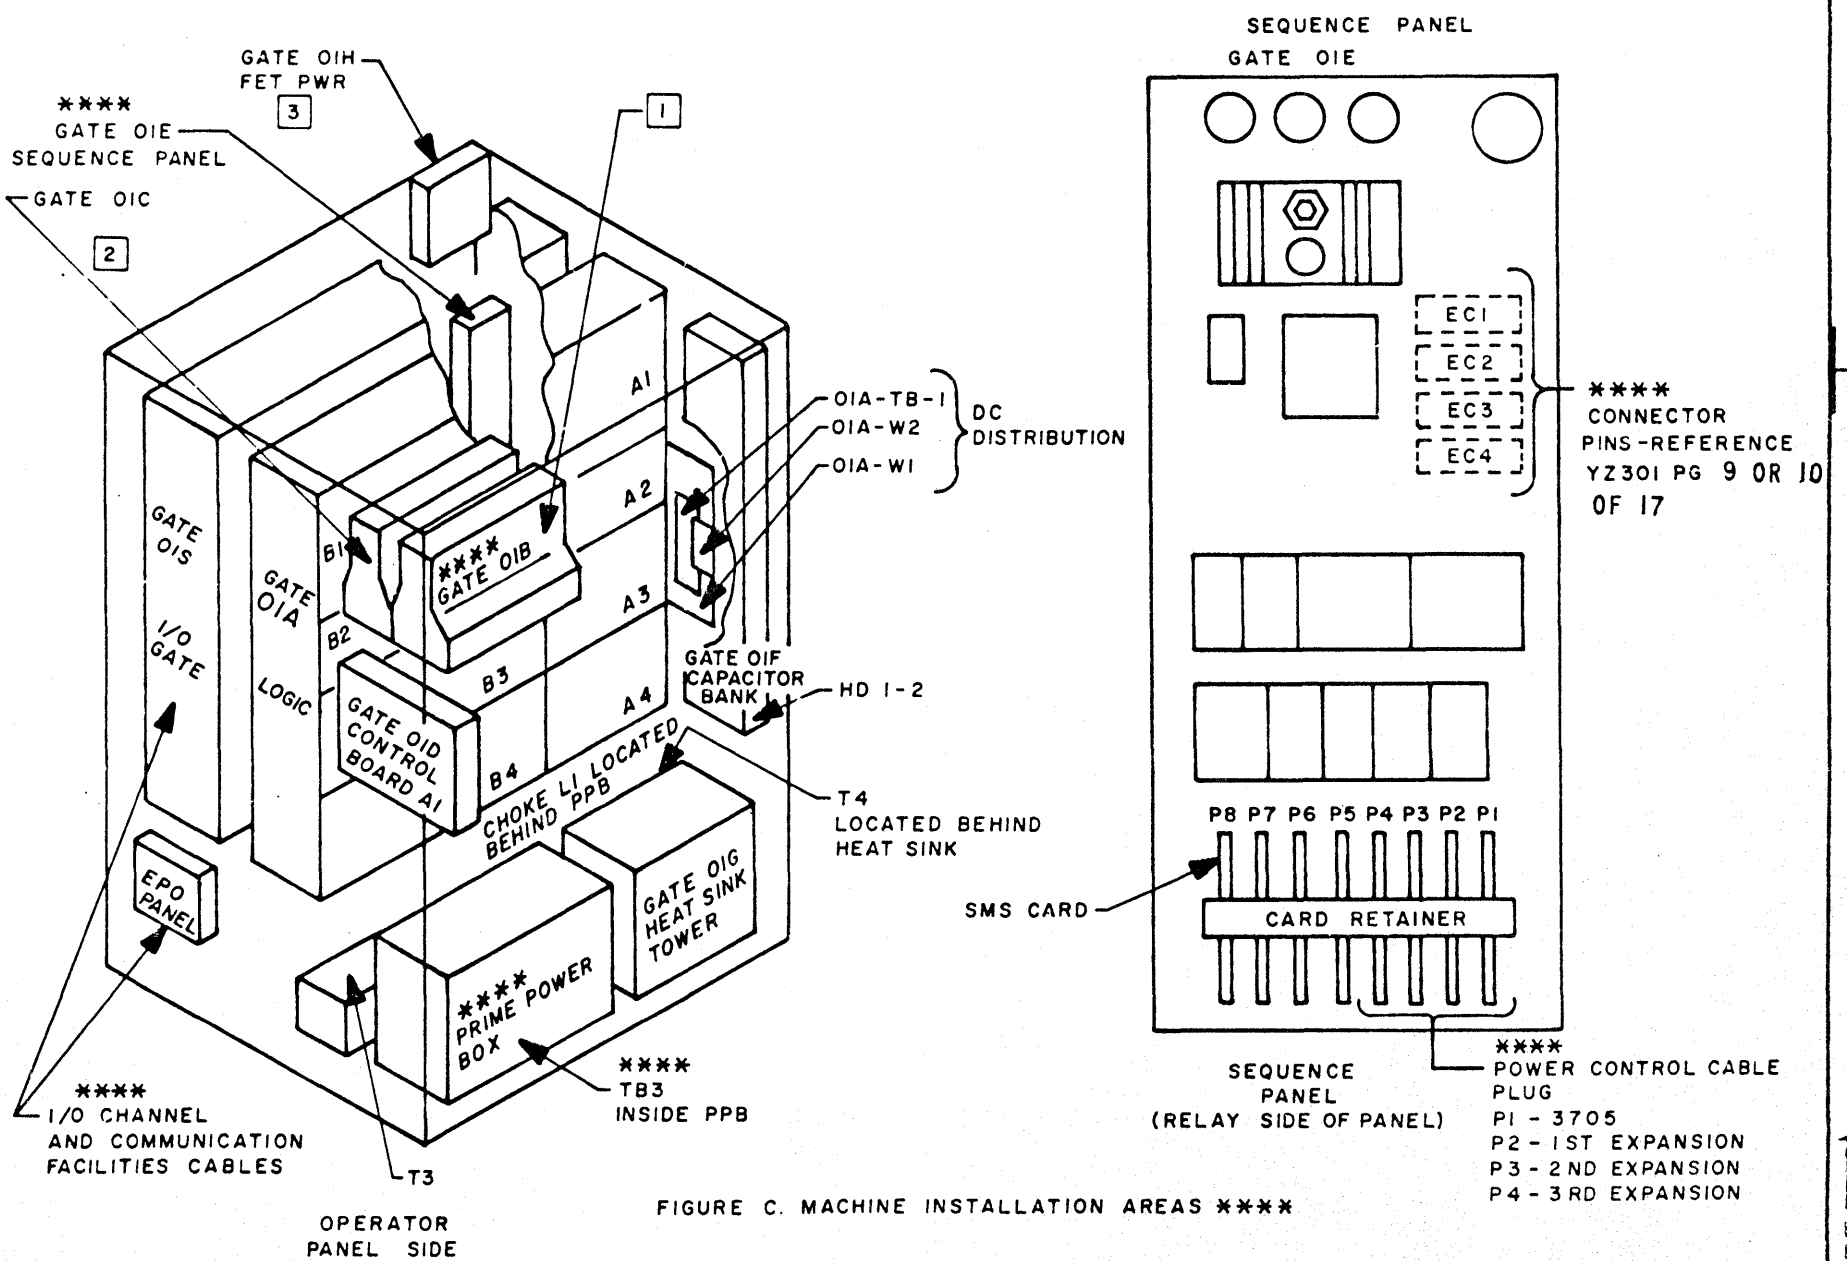 GATE 01H
FET PWR
3
****
GATE 01E
SEQUENCE PANEL
GATE 01C
2
1
A1
A2
A3
A4
B1
B2
B3
B4
GATE
01S
I/O
GATE
GATE
01A
LOGIC
****
GATE 01B
GATE 01D
CONTROL
BOARD A1
EPO
PANEL
CHOKE L1 LOCATED
BEHIND PPB
GATE 01G
HEAT SINK
TOWER
****
PRIME POWER
BOX
01A-TB-1
01A-W2
01A-W1
DC
DISTRIBUTION
GATE 01F
CAPACITOR
BANK
HD 1-2
T4
LOCATED BEHIND
HEAT SINK
****
TB3
INSIDE PPB
****
I/O CHANNEL
AND COMMUNICATION
FACILITIES CABLES
T3
OPERATOR
PANEL SIDE
SEQUENCE PANEL
GATE 01E
EC1
EC2
EC3
EC4
****
CONNECTOR
PINS-REFERENCE
YZ301 PG 9 OR 10
OF 17
P8 P7 P6 P5 P4 P3 P2 P1
SMS CARD
CARD RETAINER
SEQUENCE
PANEL
(RELAY SIDE OF PANEL)
****
POWER CONTROL CABLE
PLUG
P1 - 3705
P2 - 1ST EXPANSION
P3 - 2ND EXPANSION
P4 - 3RD EXPANSION
FIGURE C. MACHINE INSTALLATION AREAS ****